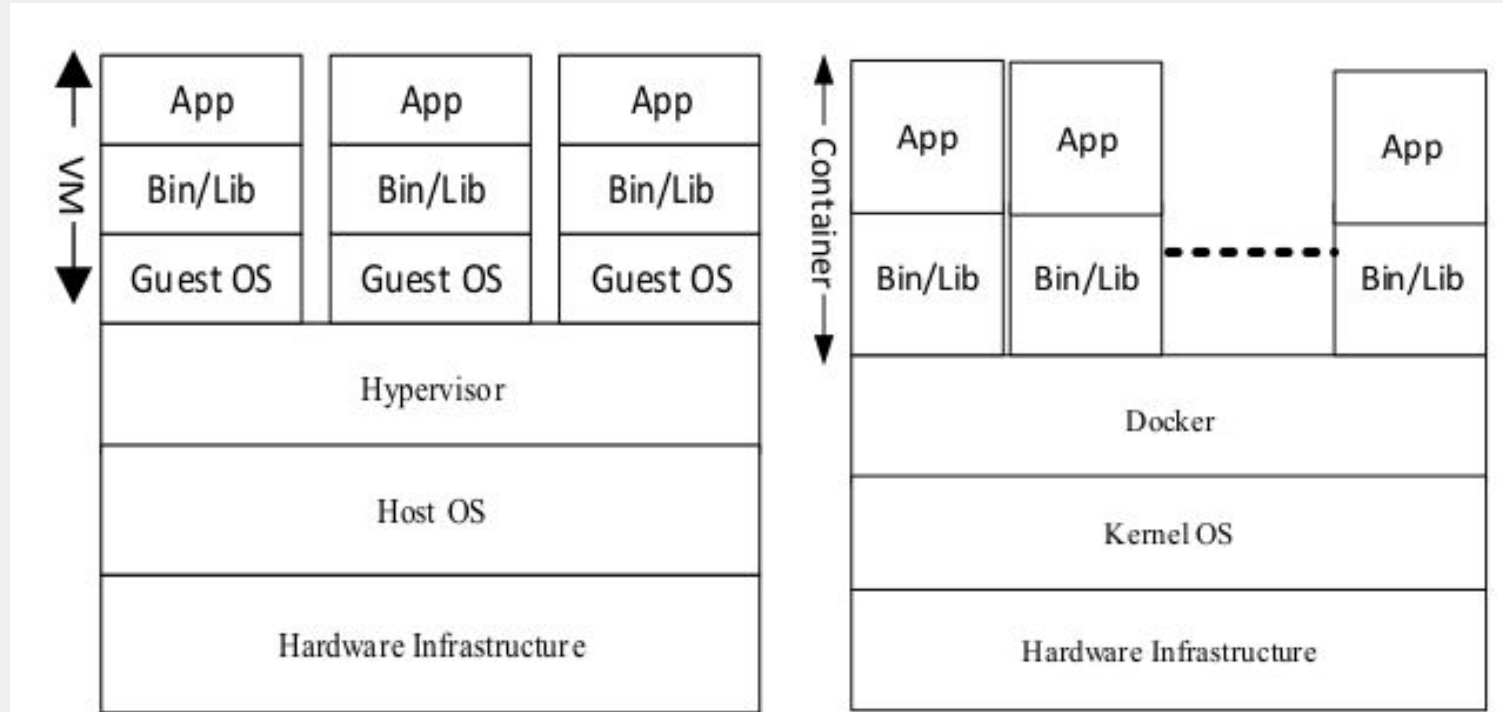 VM
App App App
Bin/Lib Bin/Lib Bin/Lib
Guest OS Guest OS Guest OS
Hypervisor
Host OS
Hardware Infrastructure
Container
App App App
Bin/Lib Bin/Lib Bin/Lib
Docker
Kernel OS
Hardware Infrastructure